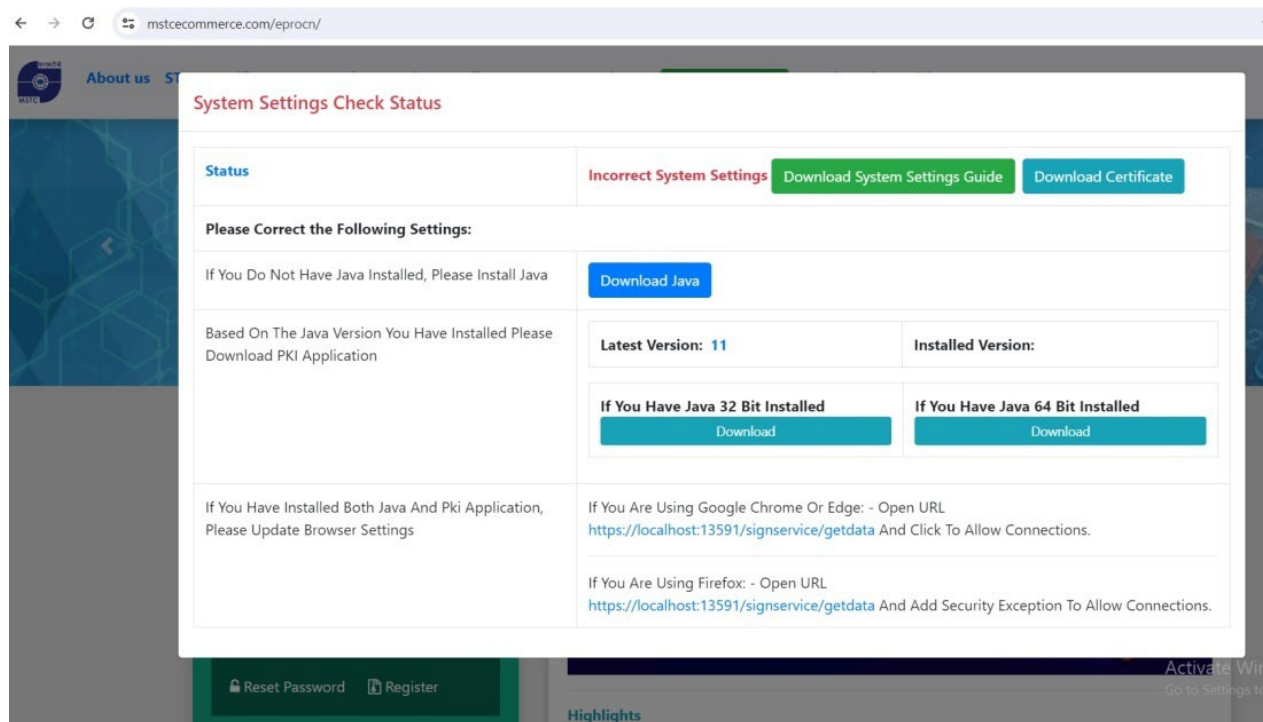 mstcecommerce.com/eprocn/
MSTC
About us
System Settings Check Status
Status
Incorrect System Settings
Download System Settings Guide
Download Certificate
Please Correct the Following Settings:
If You Do Not Have Java Installed, Please Install Java
Download Java
Based On The Java Version You Have Installed Please
Download PKI Application
Latest Version: 11
Installed Version:
If You Have Java 32 Bit Installed
Download
If You Have Java 64 Bit Installed
Download
If You Have Installed Both Java And Pki Application,
Please Update Browser Settings
If You Are Using Google Chrome Or Edge: - Open URL
https://localhost:13591/signservice/getdata And Click To Allow Connections.
If You Are Using Firefox: - Open URL
https://localhost:13591/signservice/getdata And Add Security Exception To Allow Connections.
Reset Password
Register
Highlights
Activate
Go to Settings